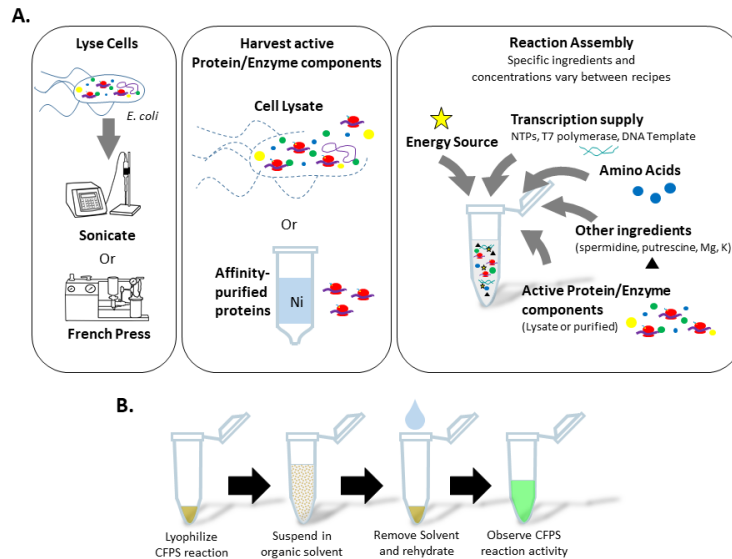 A.
Lyse Cells
E. coli
Sonicate
Or
French Press
Harvest active
Protein/Enzyme components
Cell Lysate
Or
Affinity-
purified
proteins
Ni
Reaction Assembly
Specific ingredients and
concentrations vary between recipes
Energy Source
Transcription supply
NTPs, T7 polymerase, DNA Template
Amino Acids
Other ingredients
(spermidine, putrescine, Mg, K)
Active Protein/Enzyme
components
(Lysate or purified)
B.
Lyophilize
CFPS reaction
Suspend in
organic solvent
Remove Solvent
and rehydrate
Observe CFPS
reaction activity